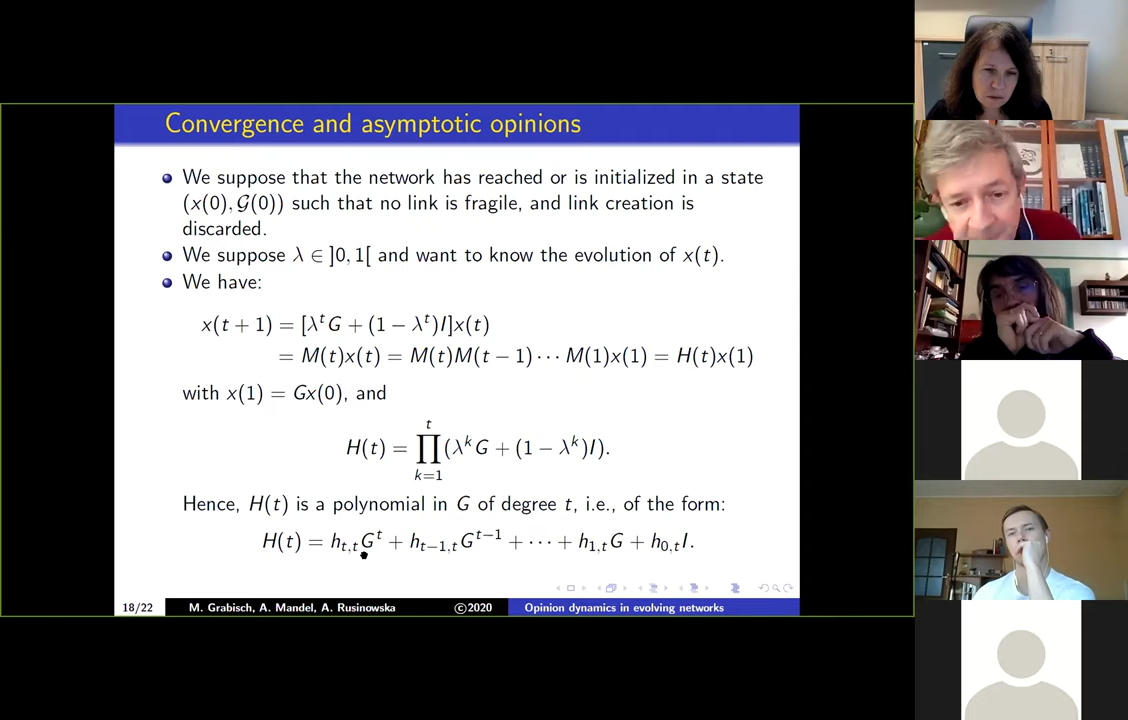 Convergence and asymptotic opinions
We suppose that the network has reached or is initialized in a state
(x(0), 𝒢(0)) such that no link is fragile, and link creation is
discarded.
We suppose λ ∈ ]0, 1[ and want to know the evolution of x(t).
We have:
x(t + 1) = [λ^t G + (1 − λ^t)I]x(t)
= M(t)x(t) = M(t)M(t − 1) ⋯ M(1)x(1) = H(t)x(1)
with x(1) = Gx(0), and
H(t) = ∏_{k=1}^{t} (λ^k G + (1 − λ^k)I).
Hence, H(t) is a polynomial in G of degree t, i.e., of the form:
H(t) = h_{t,t}G^t + h_{t−1,t}G^{t−1} + ⋯ + h_{1,t}G + h_{0,t}I.
18/22 M. Grabisch, A. Mandel, A. Rusinowska ©2020 Opinion dynamics in evolving networks